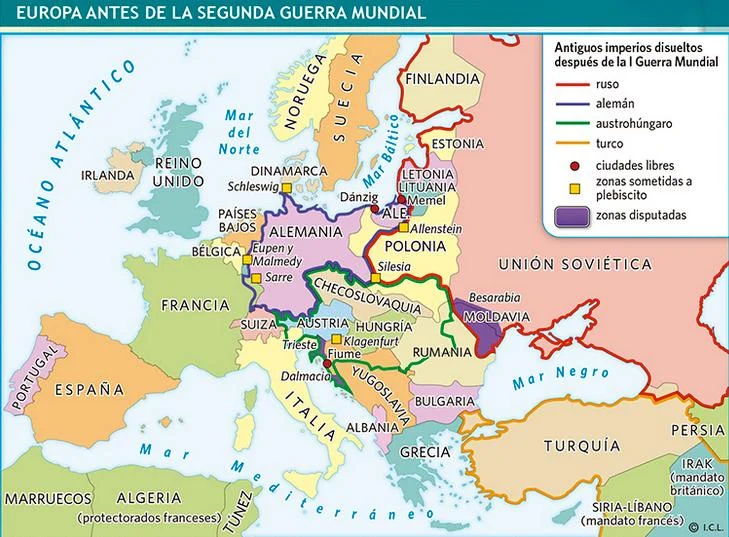 EUROPA ANTES DE LA SEGUNDA GUERRA MUNDIAL
Antiguos imperios disueltos
después de la I Guerra Mundial
ruso
alemán
austrohúngaro
turco
ciudades libres
zonas sometidas a
plebiscito
zonas disputadas
OCÉANO ATLÁNTICO
NORUEGA
SUECIA
FINLANDIA
Mar
del
Norte
Mar Báltico
ESTONIA
IRLANDA
REINO
UNIDO
DINAMARCA
Schleswig
LETONIA
LITUANIA
Memel
Dánzig
ALE
Allenstein
PAÍSES
BAJOS
ALEMANIA
POLONIA
BÉLGICA
Eupen y
Malmedy
Sarre
Silesia
UNIÓN SOVIÉTICA
CHECOSLOVAQUIA
Besarabia
MOLDAVIA
FRANCIA
SUIZA
AUSTRIA
HUNGRÍA
Klagenfurt
Trieste
Fiume
RUMANIA
Dalmacia
YUGOSLAVIA
Mar Negro
PORTUGAL
ESPAÑA
ITALIA
BULGARIA
ALBANIA
GRECIA
TURQUÍA
PERSIA
IRAK
(mandato
británico)
Mar Mediterráneo
MARRUECOS
ALGERIA
(protectorados franceses)
TÚNEZ
SIRIA-LÍBANO
(mandato francés)
© I.C.L.